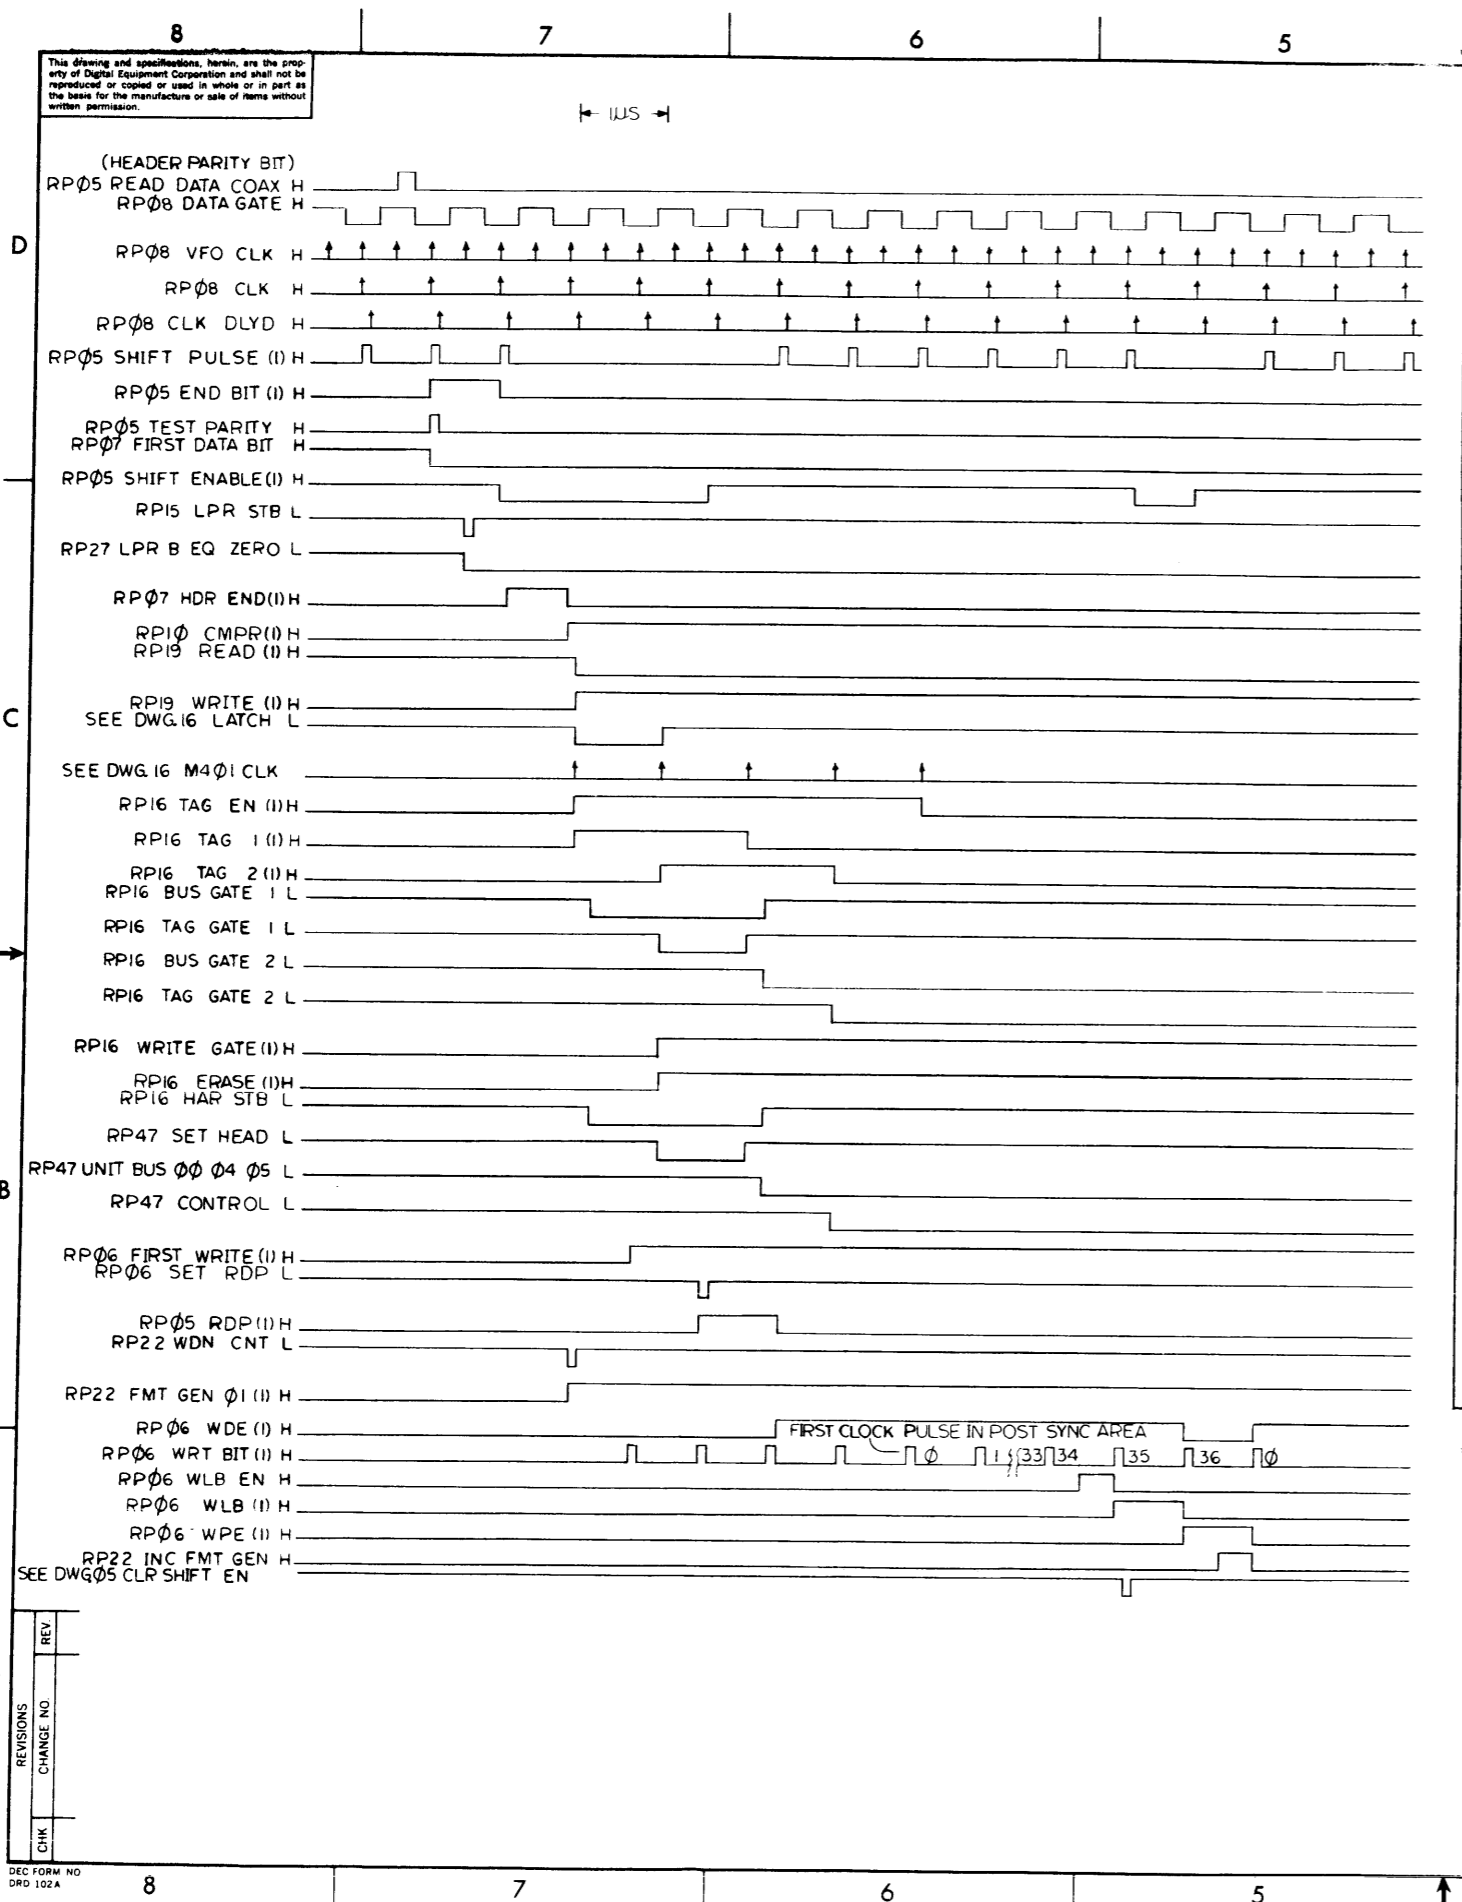 8 7 6 5
This drawing and specifications, herein, are the prop-
erty of Digital Equipment Corporation and shall not be
reproduced or copied or used in whole or in part as
the basis for the manufacture or sale of items without
written permission.
1US
(HEADER PARITY BIT)
RPØ5 READ DATA COAX H
RPØ8 DATA GATE H
D
RPØ8 VFO CLK H
RPØ8 CLK H
RPØ8 CLK DLYD H
RPØ5 SHIFT PULSE (1) H
RPØ5 END BIT (1) H
RPØ5 TEST PARITY H
RPØ7 FIRST DATA BIT H
RPØ5 SHIFT ENABLE(1) H
RP15 LPR STB L
RP27 LPR B EQ ZERO L
RPØ7 HDR END(1) H
RP1Ø CMPR(1) H
RP19 READ (1) H
RP19 WRITE (1) H
C
SEE DWG.16 LATCH L
SEE DWG.16 M4Ø1 CLK
RP16 TAG EN (1) H
RP16 TAG 1 (1) H
RP16 TAG 2 (1) H
RP16 BUS GATE 1 L
RP16 TAG GATE 1 L
RP16 BUS GATE 2 L
RP16 TAG GATE 2 L
RP16 WRITE GATE(1) H
RP16 ERASE (1) H
RP16 HAR STB L
RP47 SET HEAD L
RP47 UNIT BUS ØØ Ø4 Ø5 L
B
RP47 CONTROL L
RPØ6 FIRST WRITE(1) H
RPØ6 SET RDP L
RPØ5 RDP(1) H
RP22 WDN CNT L
RP22 FMT GEN Ø1 (1) H
RPØ6 WDE (1) H FIRST CLOCK PULSE IN POST SYNC AREA
RPØ6 WRT BIT(1) H Ø 1 33 34 35 36 Ø
RPØ6 WLB EN H
RPØ6 WLB (1) H
RPØ6 WPE (1) H
RP22 INC FMT GEN H
SEE DWGØ5 CLR SHIFT EN
REVISIONS
CHK CHANGE NO. REV.
DEC FORM NO
DRD 102A
8 7 6 5